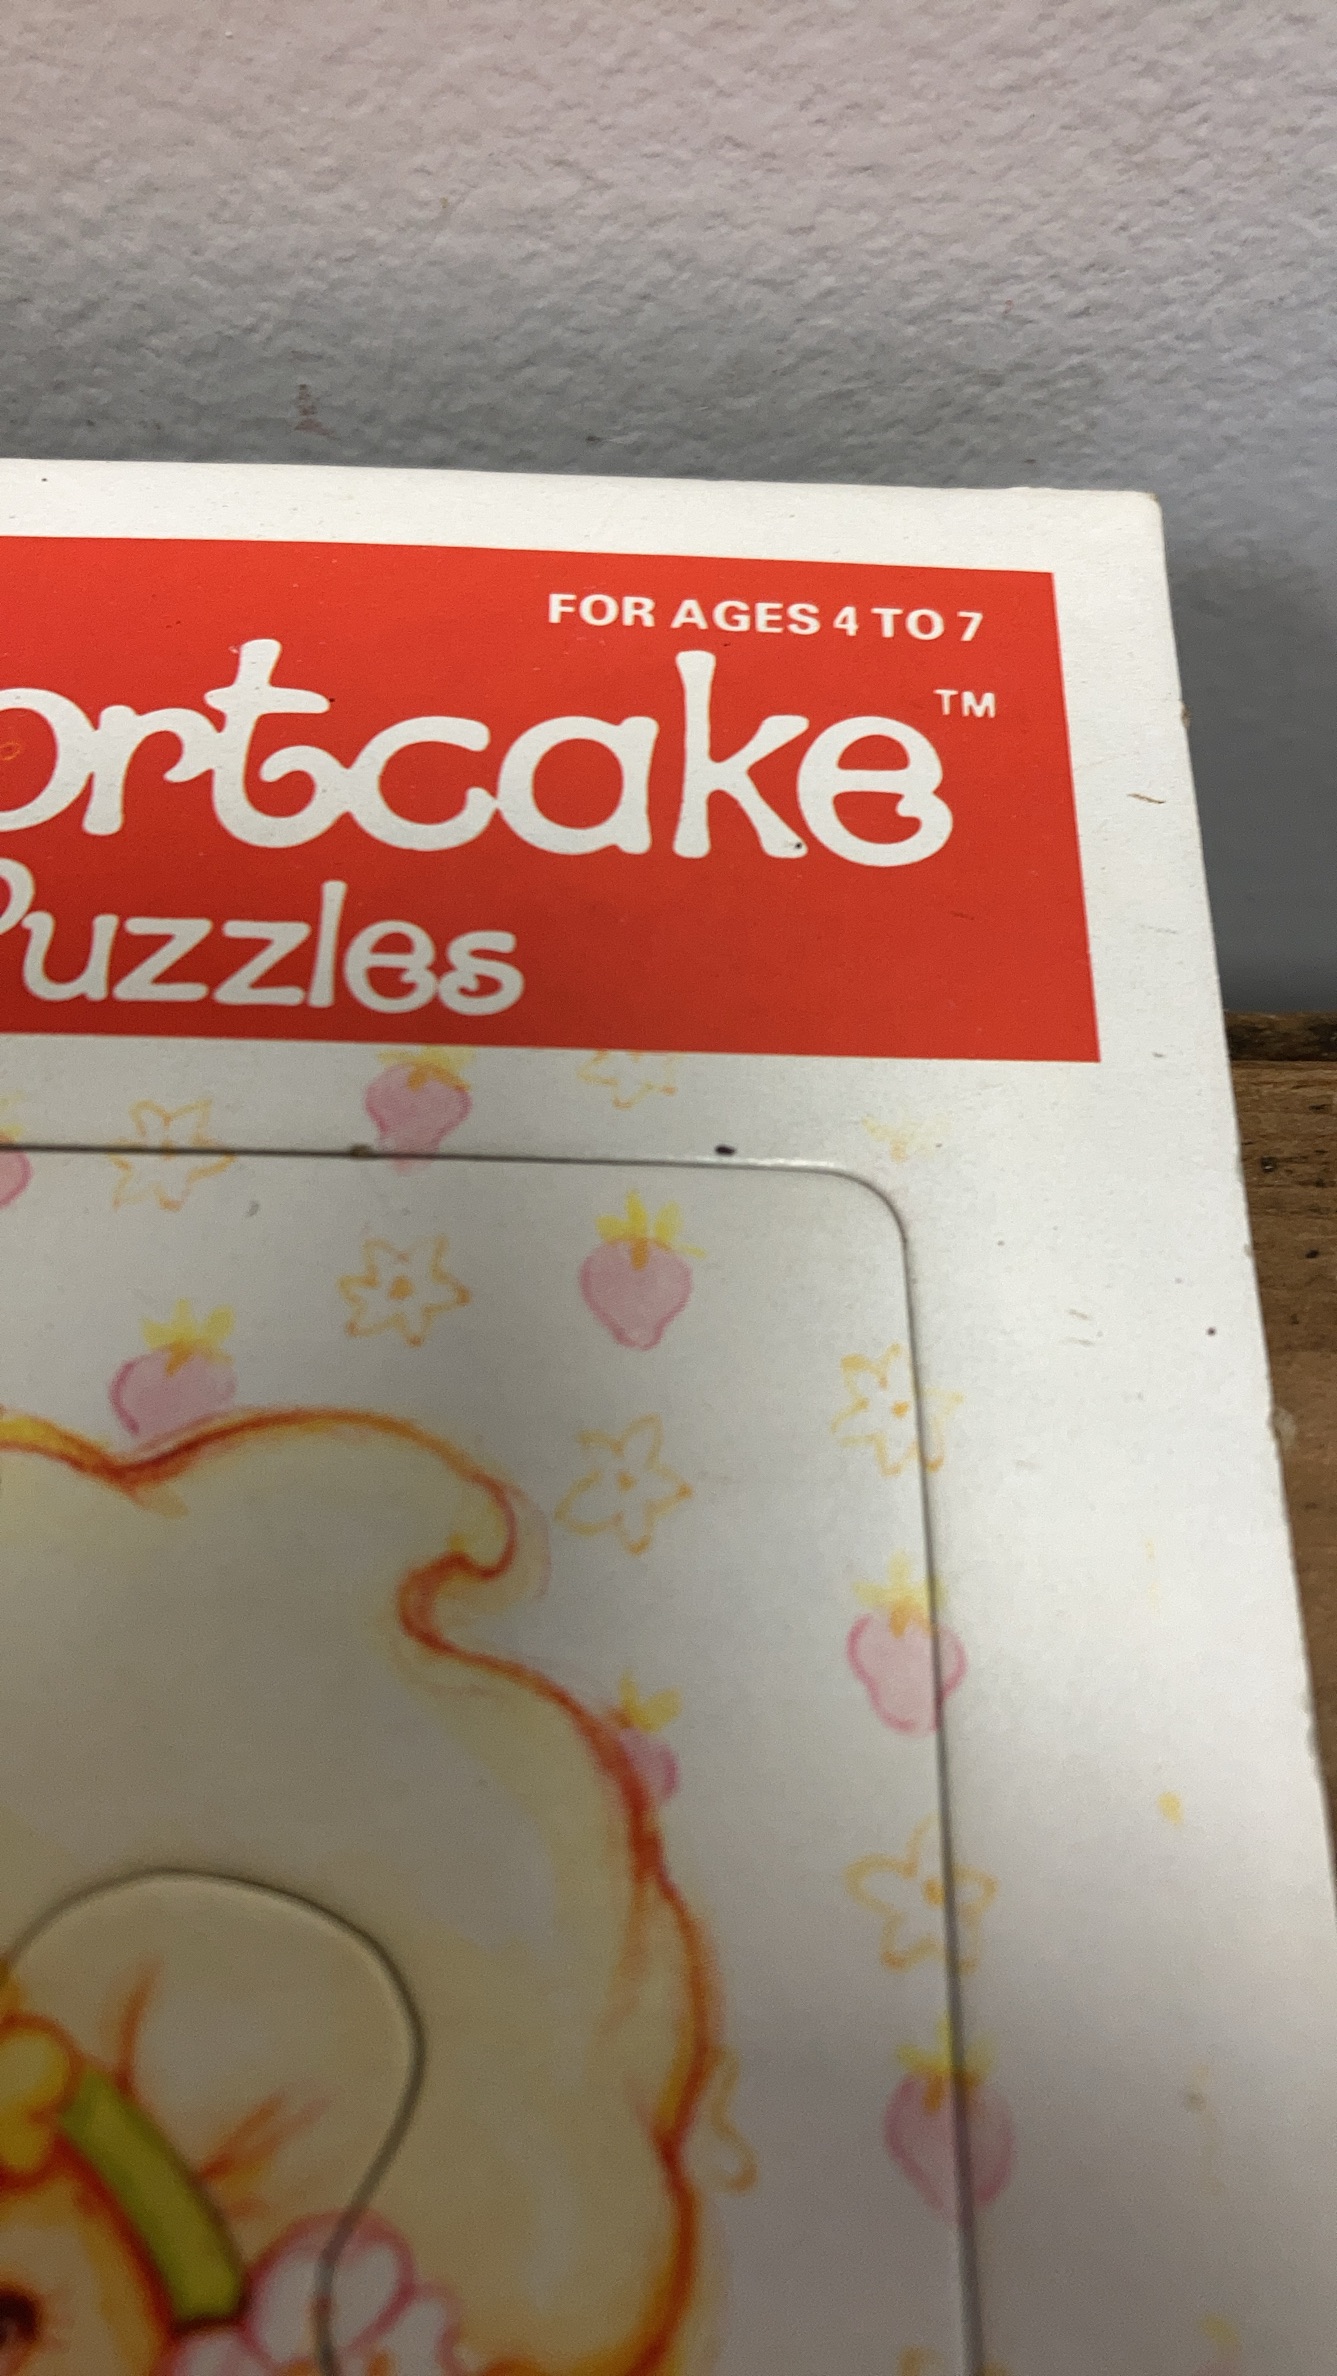 FOR AGES 4 TO 7
ortcake™
Puzzles